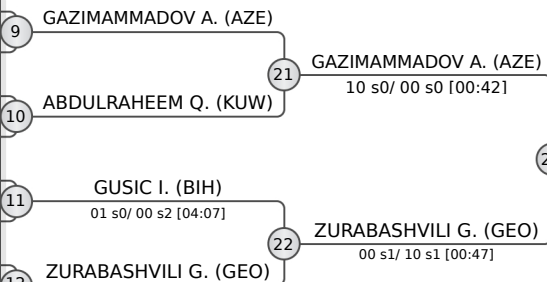 GAZIMAMMADOV A. (AZE)
9
21
GAZIMAMMADOV A. (AZE)
10 s0/ 00 s0 [00:42]
ABDULRAHEEM Q. (KUW)
10
GUSIC I. (BIH)
11
01 s0/ 00 s2 [04:07]
22
ZURABASHVILI G. (GEO)
00 s1/ 10 s1 [00:47]
ZURABASHVILI G. (GEO)
12